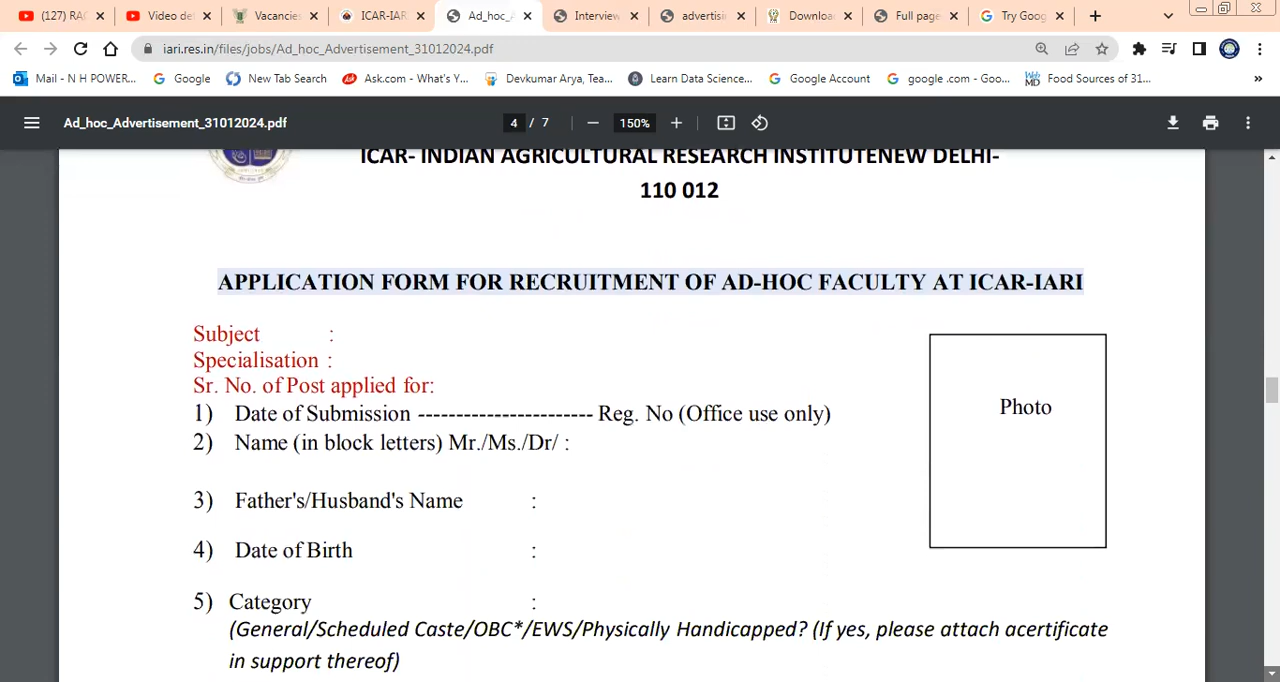 (127) RA
Video de
Vacancie
ICAR-IAR
Ad_hoc_
Interview
advertisi
Downloa
Full page
Try Goog
iari.res.in/files/jobs/Ad_hoc_Advertisement_31012024.pdf
Mail - N H POWER...
Google
New Tab Search
Ask.com - What's Y...
Devkumar Arya, Tea...
Learn Data Science...
Google Account
google .com - Goo...
Web MD
Food Sources of 31...
»
Ad_hoc_Advertisement_31012024.pdf
4 / 7
150%
ICAR- INDIAN AGRICULTURAL RESEARCH INSTITUTENEW DELHI-
110 012
APPLICATION FORM FOR RECRUITMENT OF AD-HOC FACULTY AT ICAR-IARI
Subject :
Specialisation :
Sr. No. of Post applied for:
Photo
1) Date of Submission ----------------------- Reg. No (Office use only)
2) Name (in block letters) Mr./Ms./Dr/ :
3) Father's/Husband's Name :
4) Date of Birth :
5) Category :
(General/Scheduled Caste/OBC*/EWS/Physically Handicapped? (If yes, please attach acertificate
in support thereof)